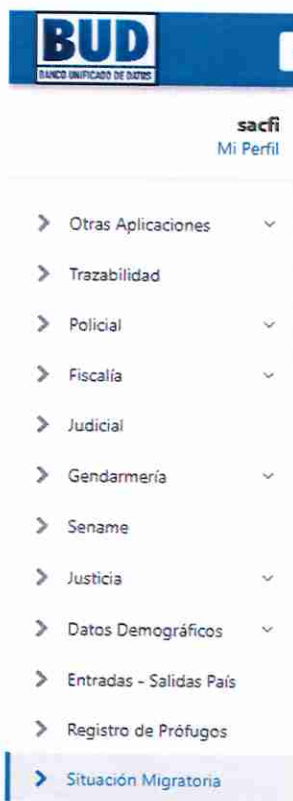 BUD
BANCO UNIFICADO DE DATOS
sacfi
Mi Perfil
Otras Aplicaciones
Trazabilidad
Policial
Fiscalía
Judicial
Gendarmería
Sename
Justicia
Datos Demográficos
Entradas - Salidas País
Registro de Prófugos
Situación Migratoria